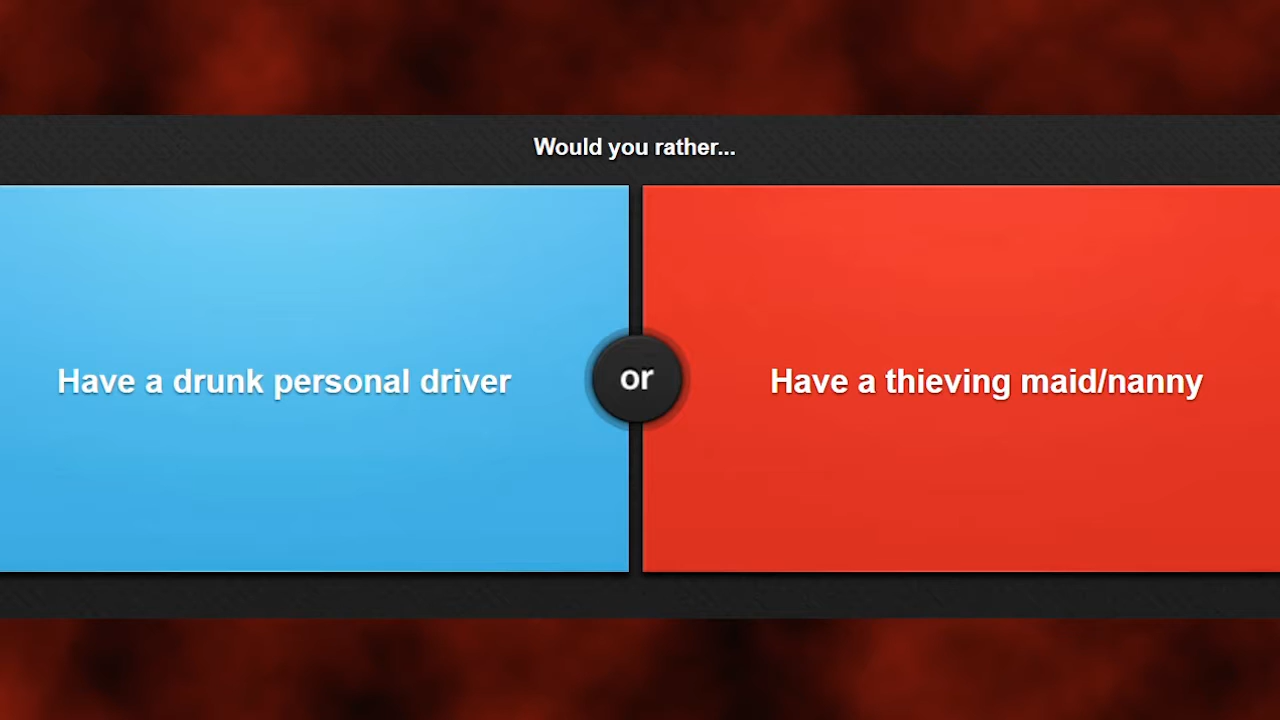 Would you rather...
Have a drunk personal driver
or
Have a thieving maid/nanny